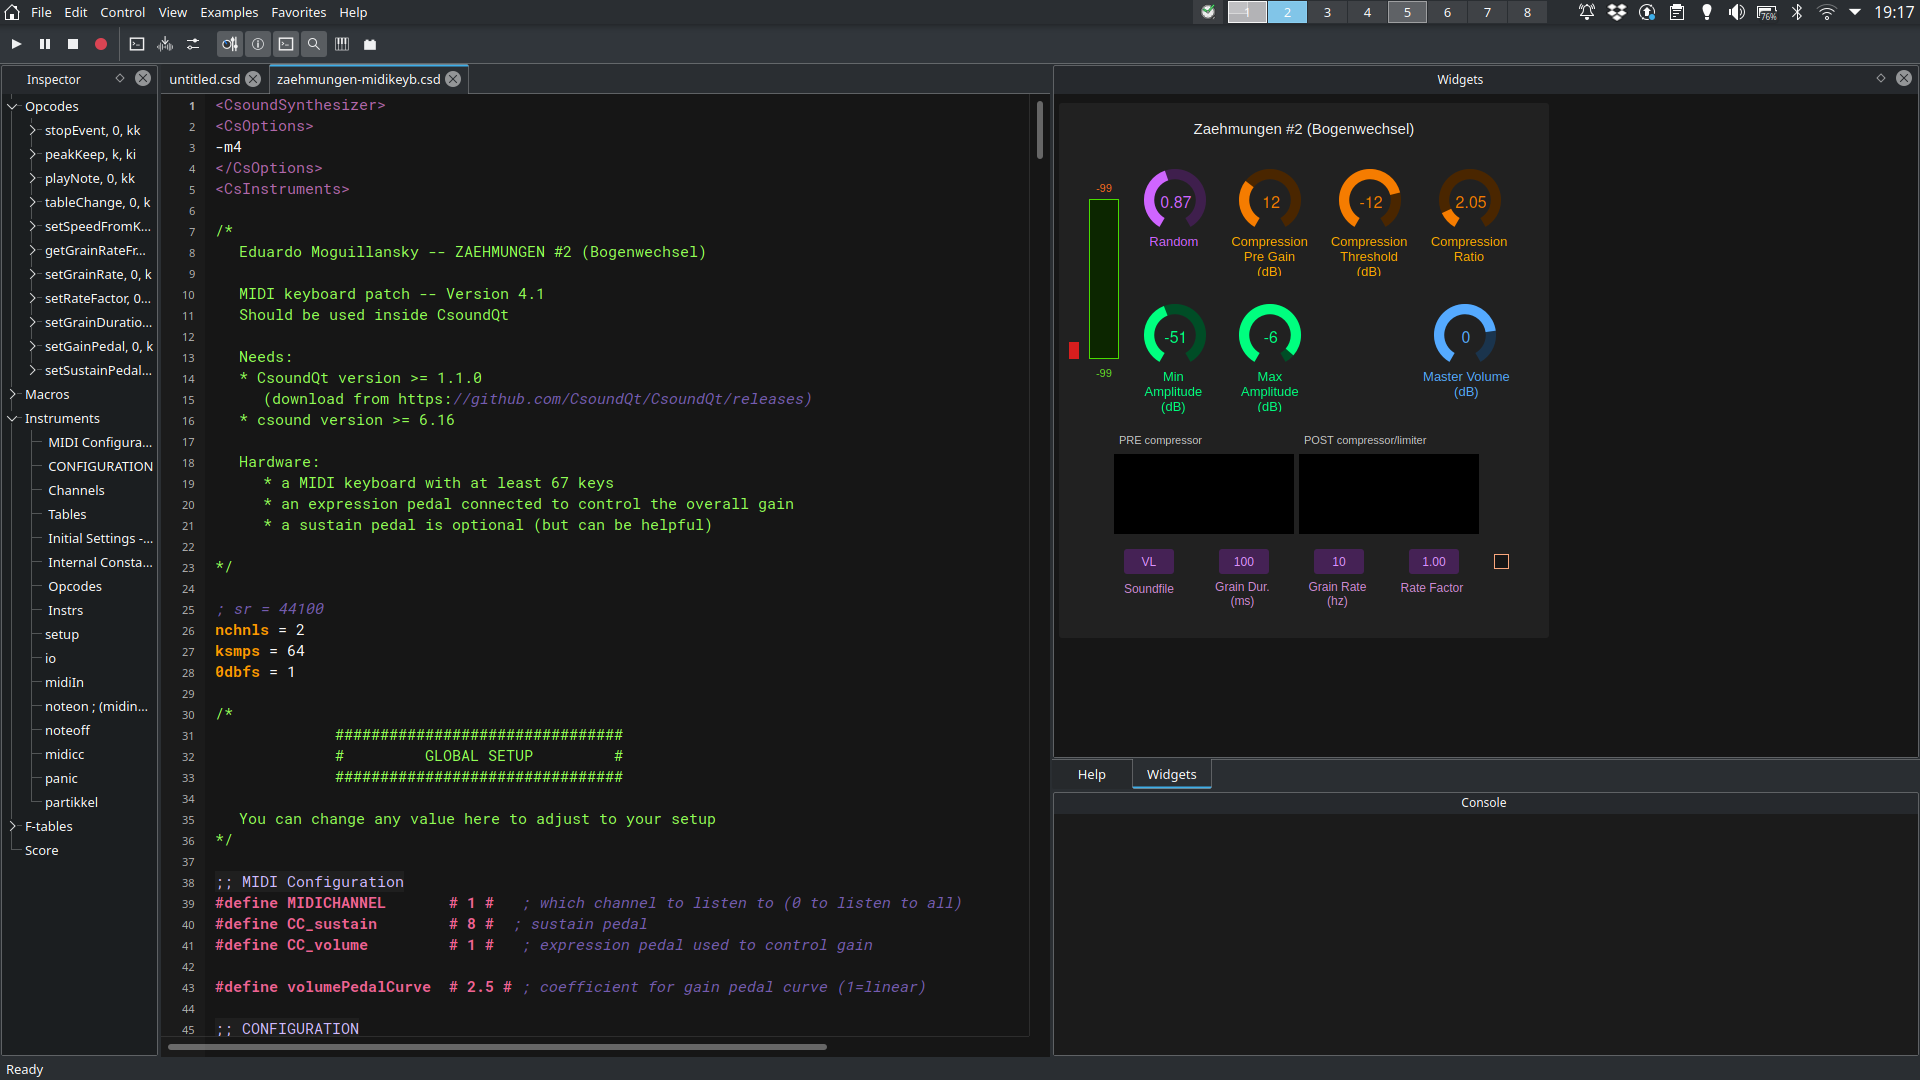 File Edit Control View Examples Favorites Help
1 2 3 4 5 6 7 8 76% 19:17
Inspector
Opcodes
stopEvent, 0, kk
peakKeep, k, ki
playNote, 0, kk
tableChange, 0, k
setSpeedFromK...
getGrainRateFr...
setGrainRate, 0, k
setRateFactor, 0...
setGrainDuratio...
setGainPedal, 0, k
setSustainPedal...
Macros
Instruments
MIDI Configura...
CONFIGURATION
Channels
Tables
Initial Settings -...
Internal Consta...
Opcodes
Instrs
setup
io
midiIn
noteon ; (midin...
noteoff
midicc
panic
partikkel
F-tables
Score
untitled.csd zaehmungen-midikeyb.csd
1 <CsoundSynthesizer>
2 <CsOptions>
3 -m4
4 </CsOptions>
5 <CsInstruments>
6
7 /*
8 Eduardo Moguillansky -- ZAEHMUNGEN #2 (Bogenwechsel)
9
10 MIDI keyboard patch -- Version 4.1
11 Should be used inside CsoundQt
12
13 Needs:
14 * CsoundQt version >= 1.1.0
15 (download from https://github.com/CsoundQt/CsoundQt/releases)
16 * csound version >= 6.16
17
18 Hardware:
19 * a MIDI keyboard with at least 67 keys
20 * an expression pedal connected to control the overall gain
21 * a sustain pedal is optional (but can be helpful)
22
23 */
24
25 ; sr = 44100
26 nchnls = 2
27 ksmps = 64
28 0dbfs = 1
29
30 /*
31 ################################
32 # GLOBAL SETUP #
33 ################################
34
35 You can change any value here to adjust to your setup
36 */
37
38 ;; MIDI Configuration
39 #define MIDICHANNEL # 1 # ; which channel to listen to (0 to listen to all)
40 #define CC_sustain # 8 # ; sustain pedal
41 #define CC_volume # 1 # ; expression pedal used to control gain
42
43 #define volumePedalCurve # 2.5 # ; coefficient for gain pedal curve (1=linear)
44
45 ;; CONFIGURATION
Widgets
Zaehmungen #2 (Bogenwechsel)
-99
0.87 12 -12 2.05
Random
Compression
Pre Gain
(dB)
Compression
Threshold
(dB)
Compression
Ratio
-51 -6 0
-99
Min
Amplitude
(dB)
Max
Amplitude
(dB)
Master Volume
(dB)
PRE compressor POST compressor/limiter
VL 100 10 1.00
Soundfile
Grain Dur.
(ms)
Grain Rate
(hz)
Rate Factor
Help Widgets
Console
Ready